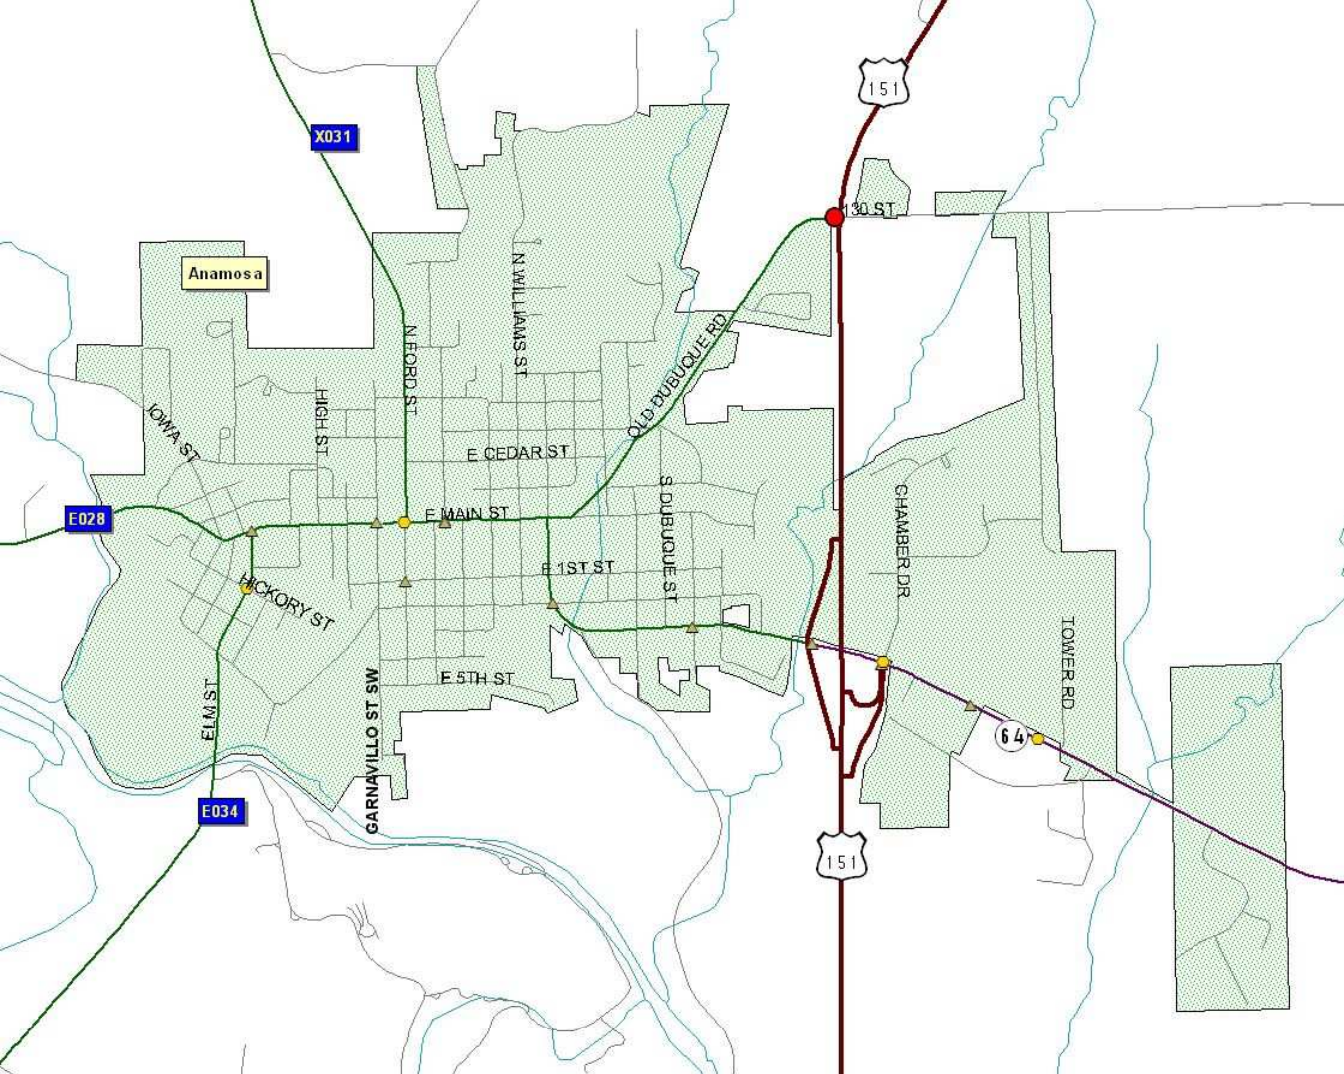 151
X031
130 ST
Anamosa
N WILLIAMS ST
N FORD ST
OLD DUBUQUE RD
HIGH ST
IOWA ST
E CEDAR ST
S DUBUQUE ST
CHAMBER DR
E028
E MAIN ST
E 1ST ST
HICKORY ST
TOWER RD
E 5TH ST
ELM ST
GARNAVILLO ST SW
64
E034
151